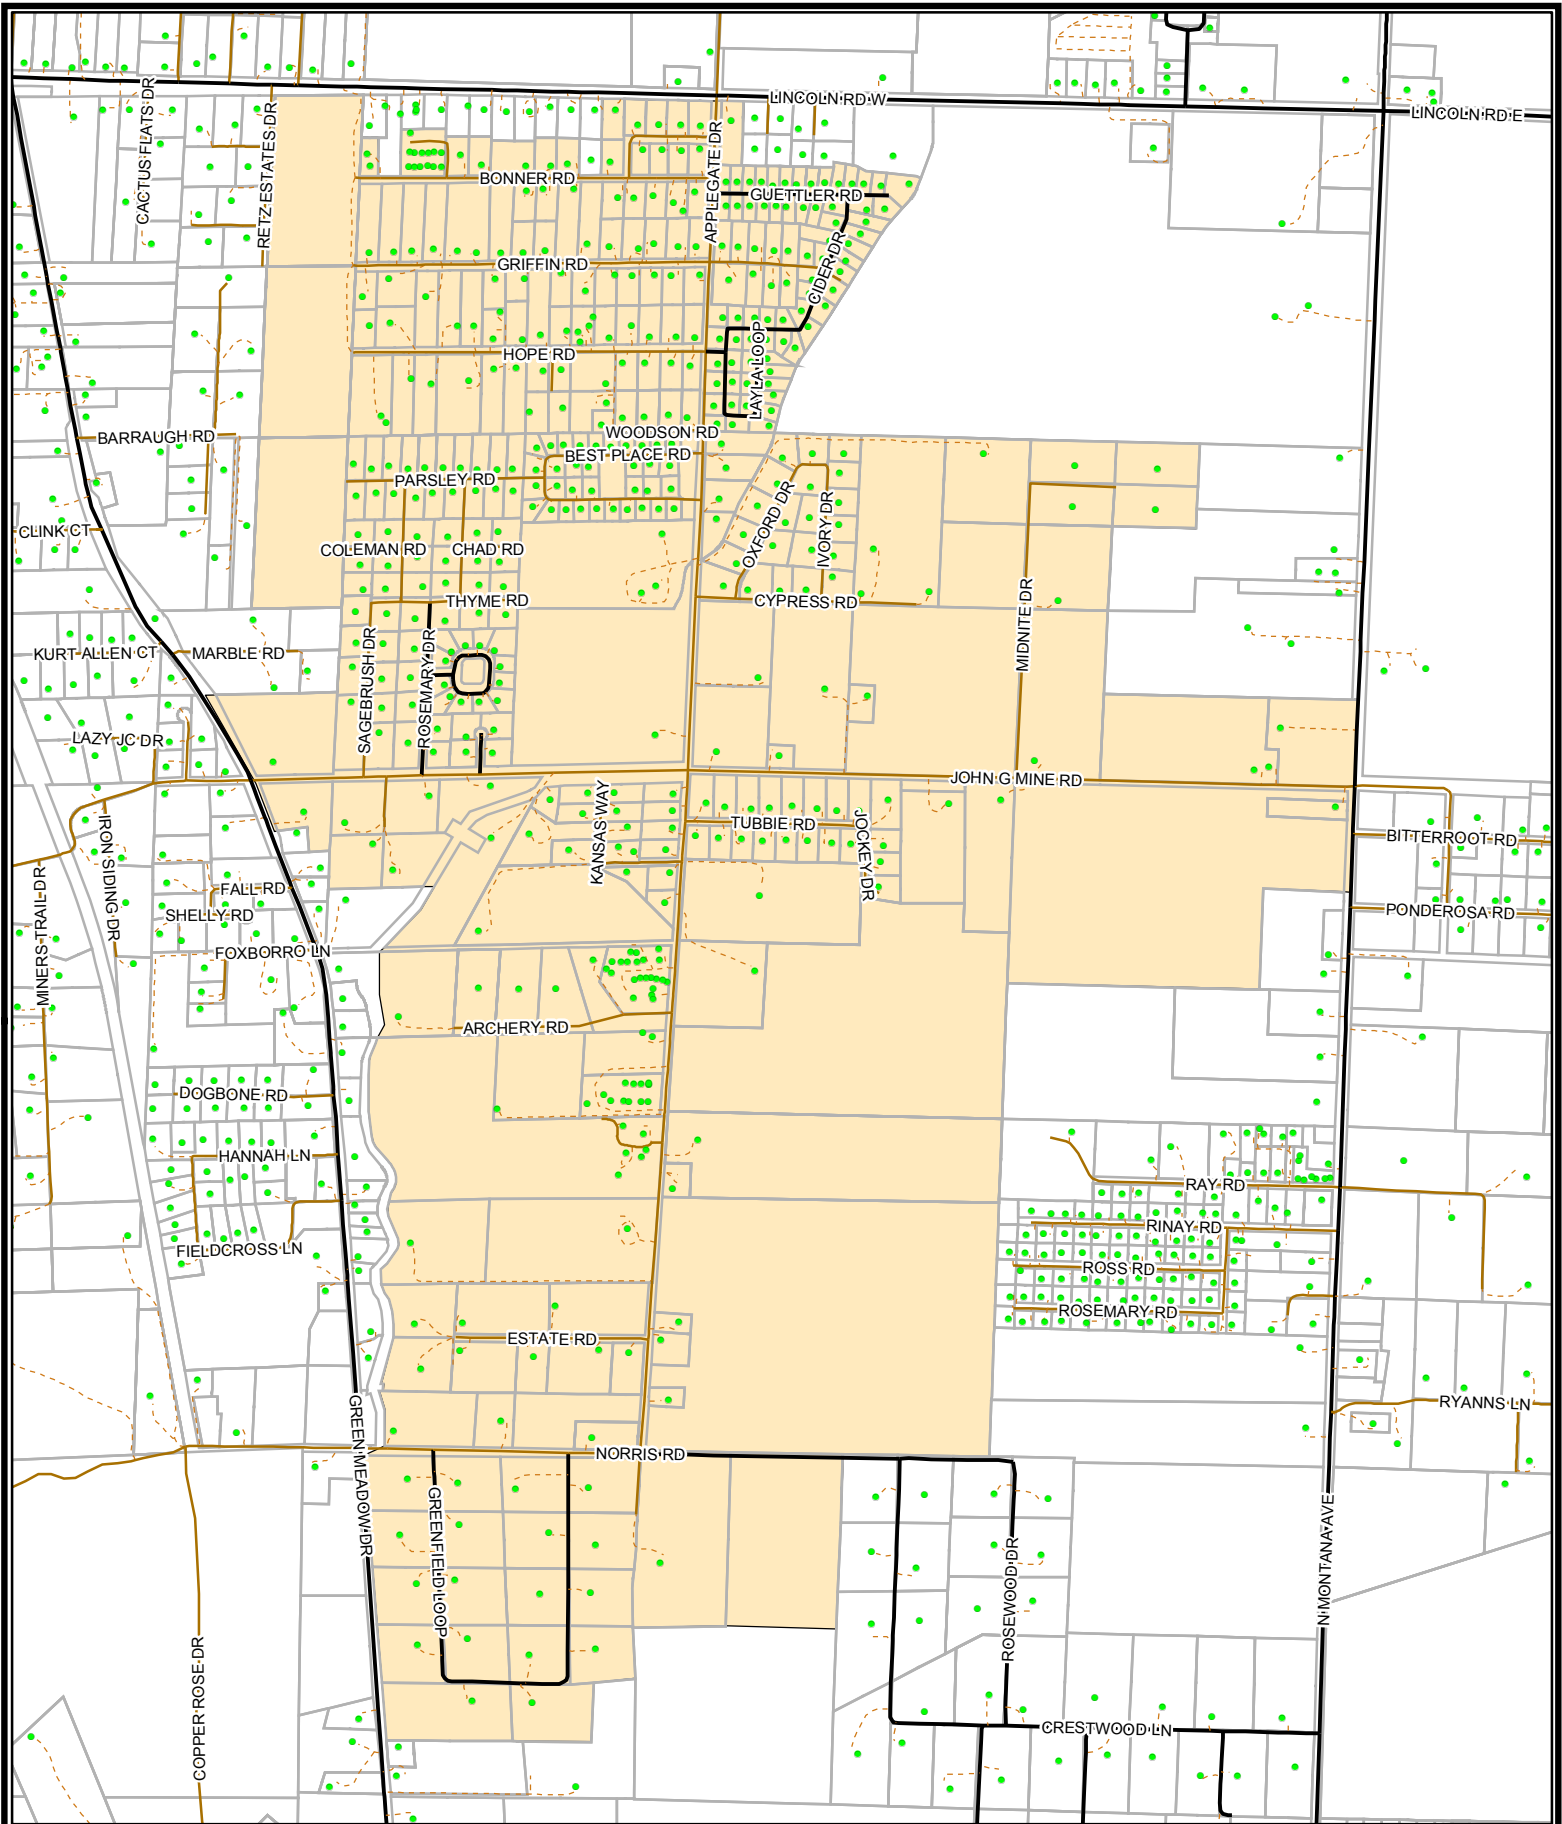 LINCOLN RD W
LINCOLN RD E
CACTUS FLATS DR
RETZ ESTATES DR
APPLEGATE DR
BONNER RD
GUETTLER RD
CIDER DR
GRIFFIN RD
HOPE RD
LAYLA LOOP
BARRAUGH RD
WOODSON RD
BEST PLACE RD
PARSLEY RD
OXFORD DR
IVORY DR
CLINK CT
COLEMAN RD
CHAD RD
THYME RD
CYPRESS RD
MIDNITE DR
KURT ALLEN CT
MARBLE RD
SAGEBRUSH DR
ROSEMARY DR
LAZY JC DR
JOHN G MINE RD
KANSAS WAY
TUBBIE RD
JOCKEY DR
BITTERROOT RD
IRON SIDING DR
MINERS TRAIL DR
FALL RD
SHELLY RD
PONDEROSA RD
FOXBORRO LN
ARCHERY RD
DOGBONE RD
HANNAH LN
RAY RD
RINAY RD
FIELDCROSS LN
ROSS RD
ROSEMARY RD
ESTATE RD
RYANNS LN
GREEN MEADOW DR
NORRIS RD
GREENFIELD LOOP
ROSEWOOD DR
N MONTANA AVE
COPPER ROSE DR
CRESTWOOD LN